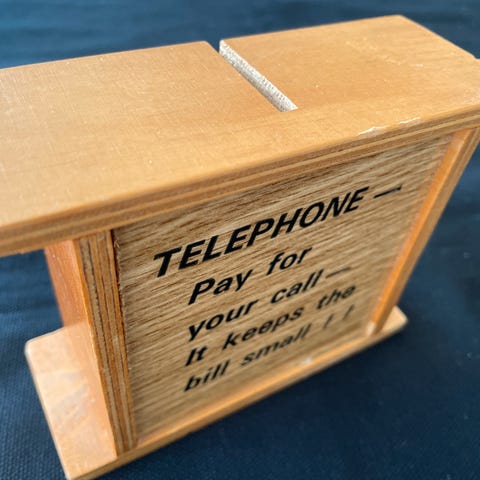 TELEPHONE —
Pay for
your call —
It keeps the
bill small ! !